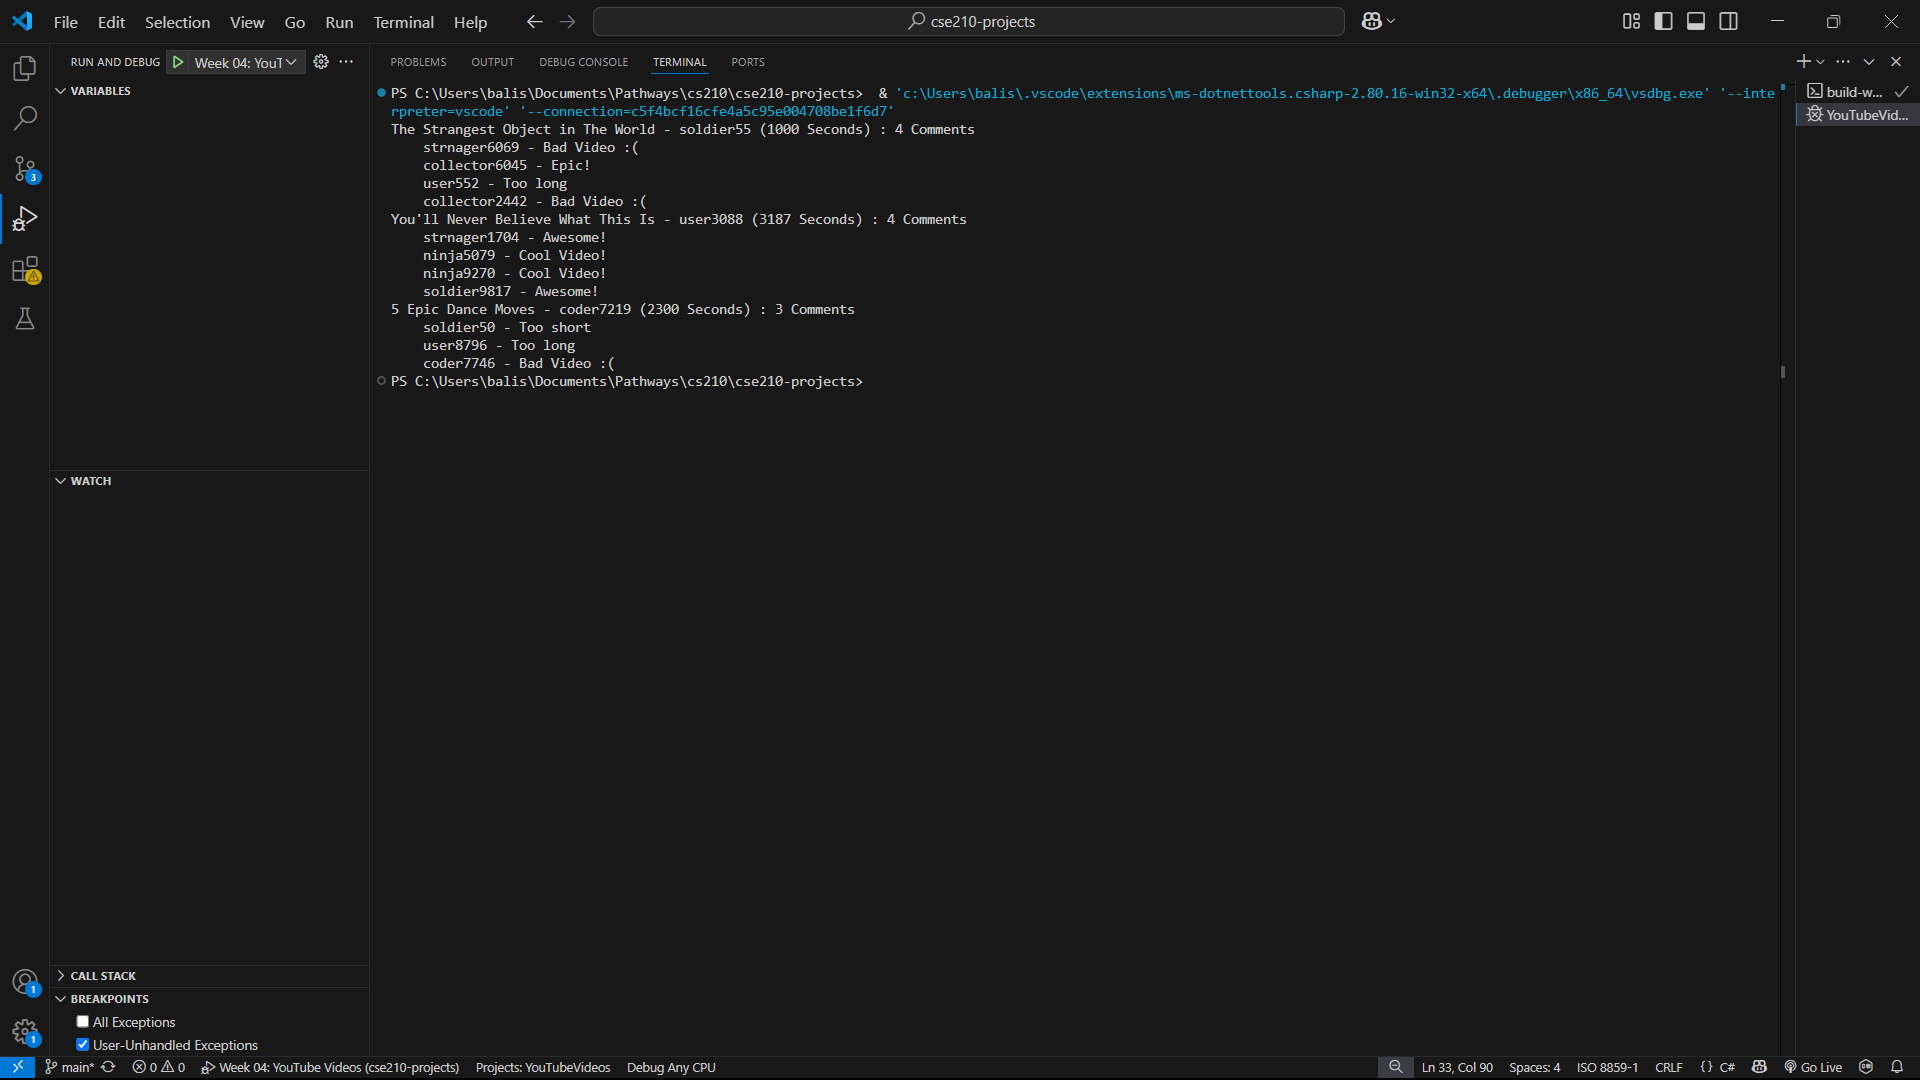 File Edit Selection View Go Run Terminal Help
cse210-projects
RUN AND DEBUG Week 04: YouT
PROBLEMS OUTPUT DEBUG CONSOLE TERMINAL PORTS
VARIABLES
PS C:\Users\balis\Documents\Pathways\cs210\cse210-projects> & 'c:\Users\balis\.vscode\extensions\ms-dotnettools.csharp-2.80.16-win32-x64\.debugger\x86_64\vsdbg.exe' '--inte
rpreter=vscode' '--connection=c5f4bcf16cfe4a5c95e004708be1f6d7'
The Strangest Object in The World - soldier55 (1000 Seconds) : 4 Comments
strnager6069 - Bad Video :(
collector6045 - Epic!
user552 - Too long
collector2442 - Bad Video :(
You'll Never Believe What This Is - user3088 (3187 Seconds) : 4 Comments
strnager1704 - Awesome!
ninja5079 - Cool Video!
ninja9270 - Cool Video!
soldier9817 - Awesome!
5 Epic Dance Moves - coder7219 (2300 Seconds) : 3 Comments
soldier50 - Too short
user8796 - Too long
coder7746 - Bad Video :(
PS C:\Users\balis\Documents\Pathways\cs210\cse210-projects>
build-w...
YouTubeVid...
3
WATCH
CALL STACK
BREAKPOINTS
All Exceptions
User-Unhandled Exceptions
1
1
main* 0 0 Week 04: YouTube Videos (cse210-projects) Projects: YouTubeVideos Debug Any CPU Ln 33, Col 90 Spaces: 4 ISO 8859-1 CRLF {} C# Go Live